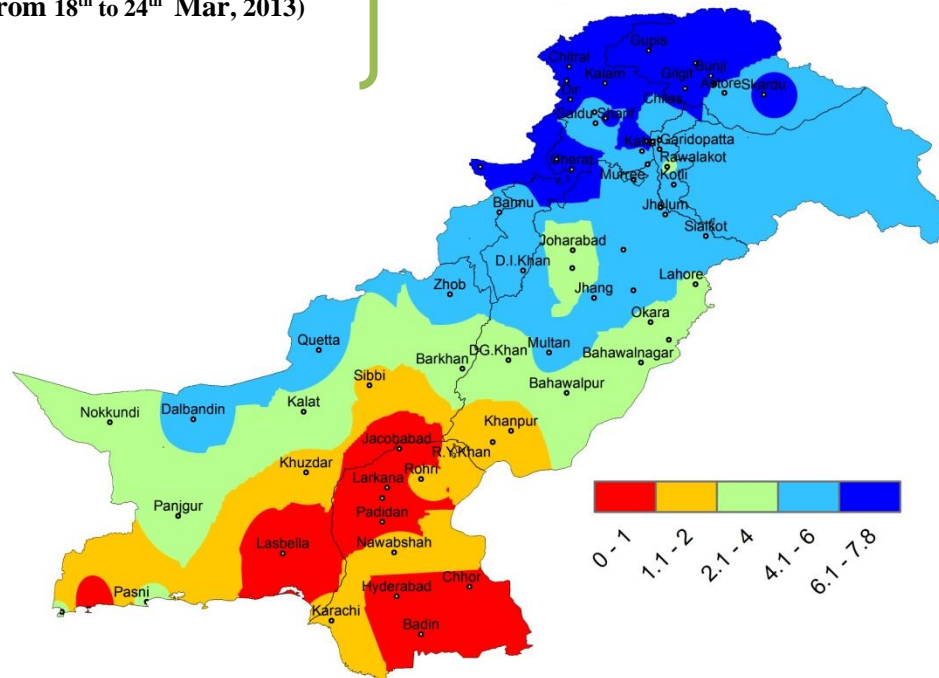 rom 18th to 24th Mar, 2013)
Gupis
Chitral
Bunji
Kalam
Gilgit
Astore
Skardu
Dir
Chilas
Saidu Sharif
Garidopatta
Rawalakot
Cherat
Murree
Kotli
Bannu
Jhelum
Sialkot
Joharabad
D.I.Khan
Lahore
Zhob
Jhang
Okara
Quetta
Multan
DG.Khan
Bahawalnagar
Barkhan
Sibbi
Bahawalpur
Kalat
Nokkundi
Dalbandin
Khanpur
Jacobabad
R.Y.Khan
Khuzdar
Rohri
Larkana
Panjgur
Padidan
Lasbella
Nawabshah
Chhor
Pasni
Hyderabad
Karachi
Badin
0 - 1
1.1 - 2
2.1 - 4
4.1 - 6
6.1 - 7.8